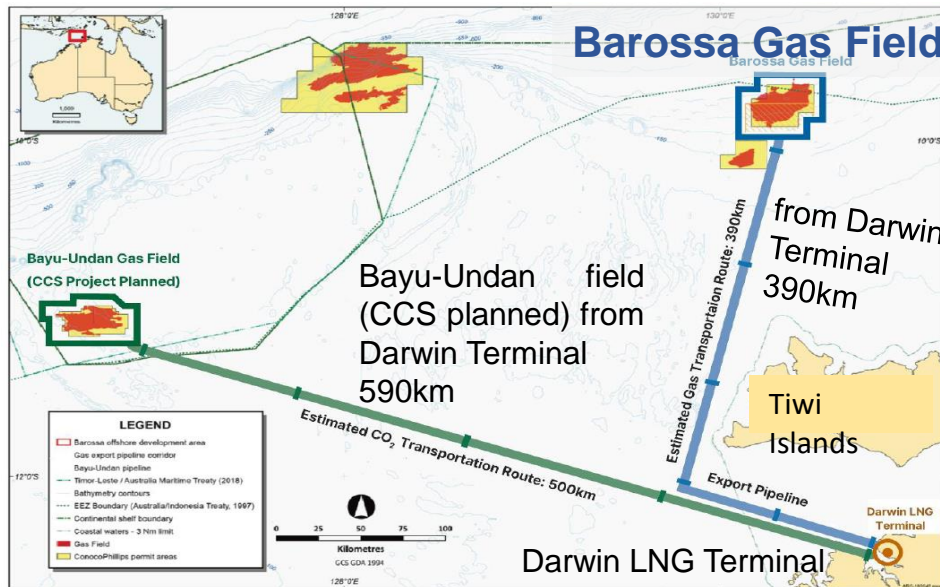 128°0'E
130°0'E
Barossa Gas Field
Barossa Gas Field
1,000
Kilometres
10°0'S
10°0'S
from Darwin
Terminal
390km
Estimated Gas Transportaion Route: 390km
Bayu-Undan Gas Field
(CCS Project Planned)
Bayu-Undan field
(CCS planned) from
Darwin Terminal
590km
Tiwi
Islands
Estimated CO₂ Transportation Route: 500km
Export Pipeline
Darwin LNG
Terminal
Darwin LNG Terminal
12°0'S
LEGEND
Barossa offshore development area
Gas export pipeline corridor
Bayu-Undan pipeline
Timor-Leste / Australia Maritime Treaty (2018)
Bathymetry contours
EEZ Boundary (Australia/Indonesia Treaty, 1997)
Continental shelf boundary
Coastal waters - 3 Nm limit
Gas Field
ConocoPhillips permit areas
0 25 50 75 100
Kilometres
GCS GDA 1994
128°0'E